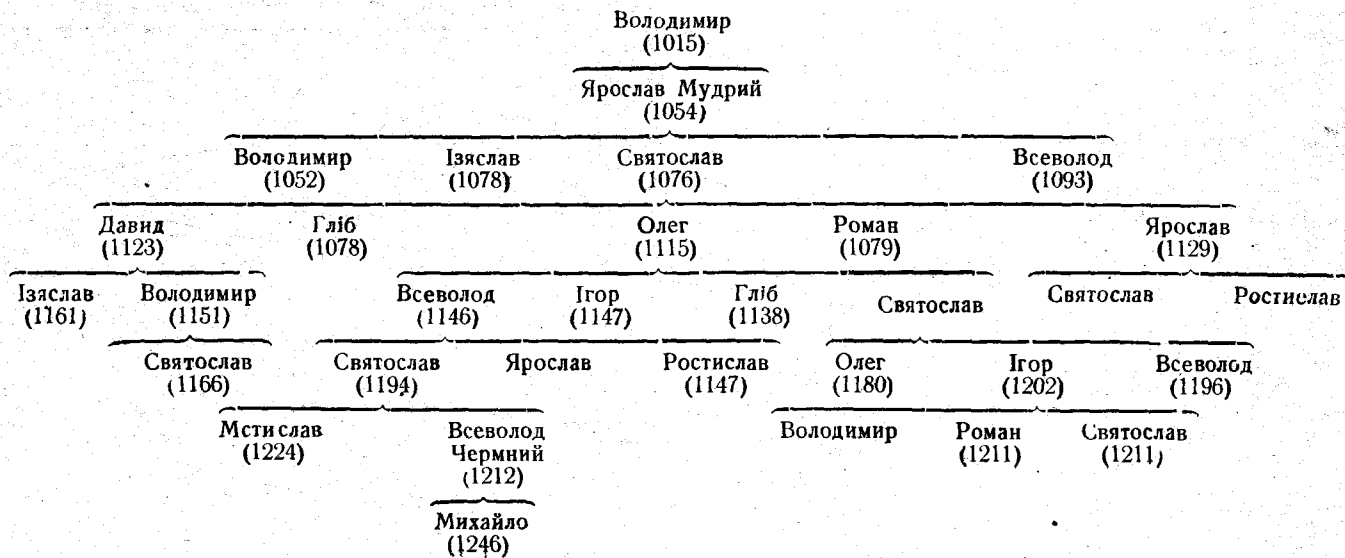 Володимир
(1015)
Ярослав Мудрий
(1054)
Володимир Ізяслав Святослав Всеволод
(1052) (1078) (1076) (1093)
Давид Гліб Олег Роман Ярослав
(1123) (1078) (1115) (1079) (1129)
Ізяслав Володимир Всеволод Ігор Гліб Святослав Святослав Ростислав
(1161) (1151) (1146) (1147) (1138)
Святослав Святослав Ярослав Ростислав Олег Ігор Всеволод
(1166) (1194) (1147) (1180) (1202) (1196)
Мстислав Всеволод Володимир Роман Святослав
(1224) Чермний (1211) (1211)
(1212)
Михайло
(1246)